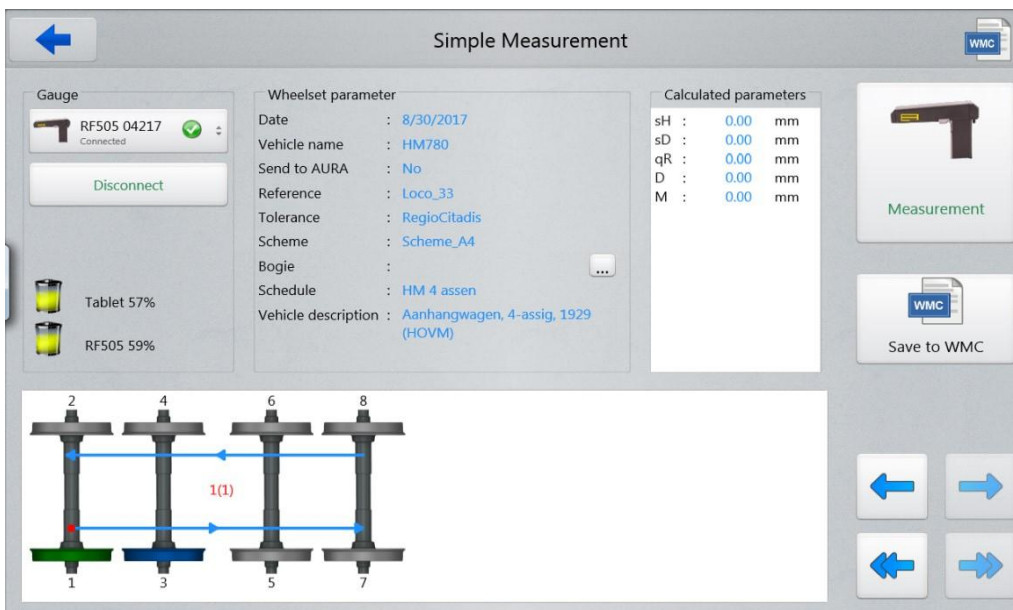 Simple Measurement
WMC
Gauge
RF505 04217
Connected
Disconnect
Tablet 57%
RF505 59%
Wheelset parameter
Date : 8/30/2017
Vehicle name : HM780
Send to AURA : No
Reference : Loco_33
Tolerance : RegioCitadis
Scheme : Scheme_A4
Bogie :
...
Schedule : HM 4 assen
Vehicle description : Aanhangwagen, 4-assig, 1929
(HOVM)
Calculated parameters
sH : 0.00 mm
sD : 0.00 mm
qR : 0.00 mm
D : 0.00 mm
M : 0.00 mm
Measurement
WMC
Save to WMC
2 4 6 8
1(1)
1 3 5 7